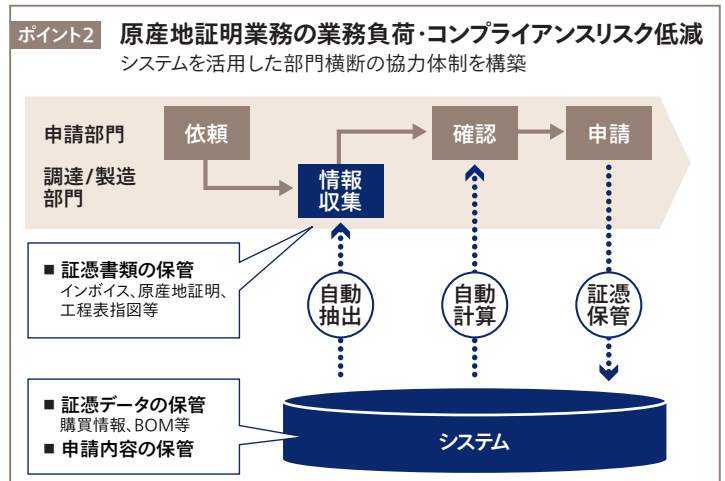 ポイント2
原産地証明業務の業務負荷・コンプライアンスリスク低減
システムを活用した部門横断の協力体制を構築
申請部門
依頼
確認
申請
調達/製造
部門
情報
収集
■ 証憑書類の保管
インボイス、原産地証明、
工程表指図等
自動
抽出
自動
計算
証憑
保管
■ 証憑データの保管
購買情報、BOM等
■ 申請内容の保管
システム